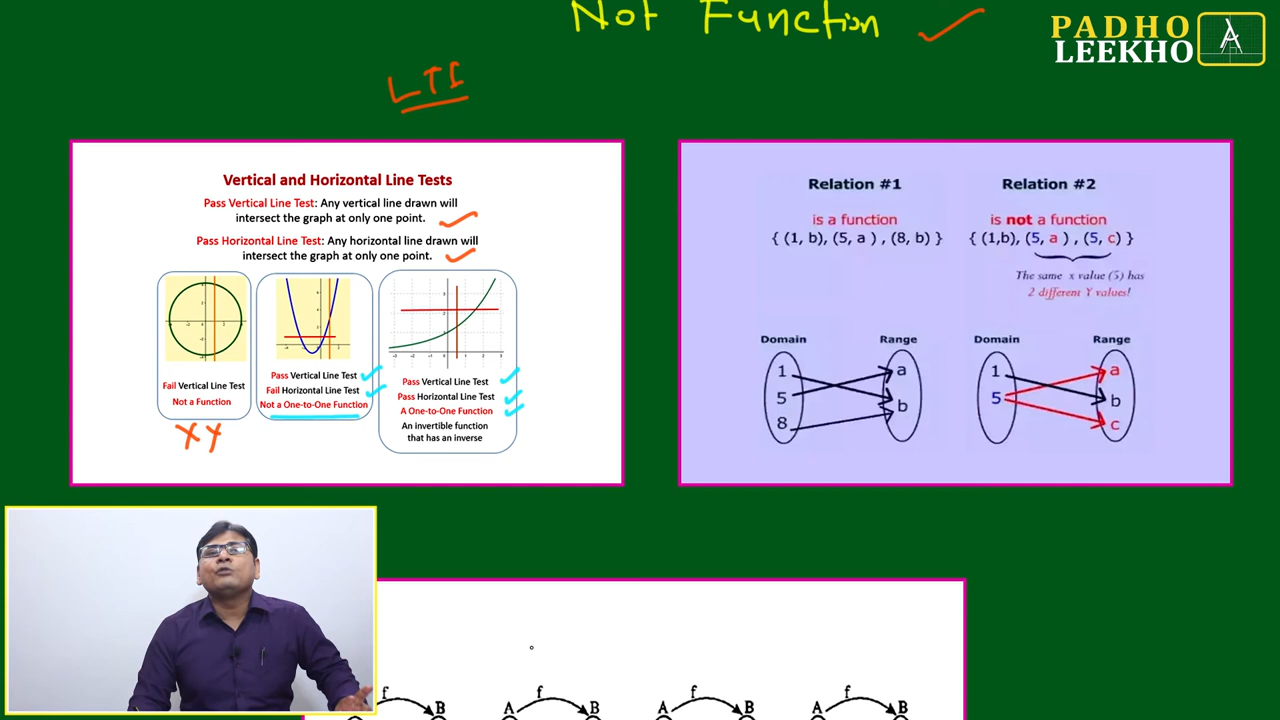 Not Function
PADHO
LEEKHO
LTI
Vertical and Horizontal Line Tests
Pass Vertical Line Test: Any vertical line drawn will
intersect the graph at only one point.
Pass Horizontal Line Test: Any horizontal line drawn will
intersect the graph at only one point.
Fail Vertical Line Test
Not a Function
Pass Vertical Line Test
Fail Horizontal Line Test
Not a One-to-One Function
Pass Vertical Line Test
Pass Horizontal Line Test
A One-to-One Function
An invertible function
that has an inverse
Relation #1
is a function
{ (1, b), (5, a ) , (8, b) }
Domain
Range
1
5
8
a
b
Relation #2
is not a function
{ (1,b), (5, a ) , (5, c) }
The same x value (5) has
2 different Y values!
Domain
Range
1
5
a
b
c
f B
A f B
A f B
A f B